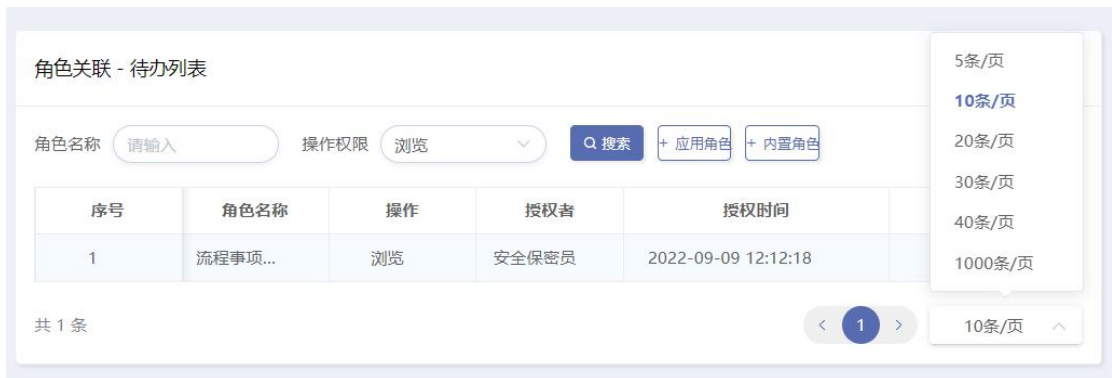 角色关联 - 待办列表
角色名称 请输入 操作权限 浏览 搜索 + 应用角色 + 内置角色
序号 角色名称 操作 授权者 授权时间
1 流程事项... 浏览 安全保密员 2022-09-09 12:12:18
共 1 条 < 1 > 10条/页
5条/页
10条/页
20条/页
30条/页
40条/页
1000条/页